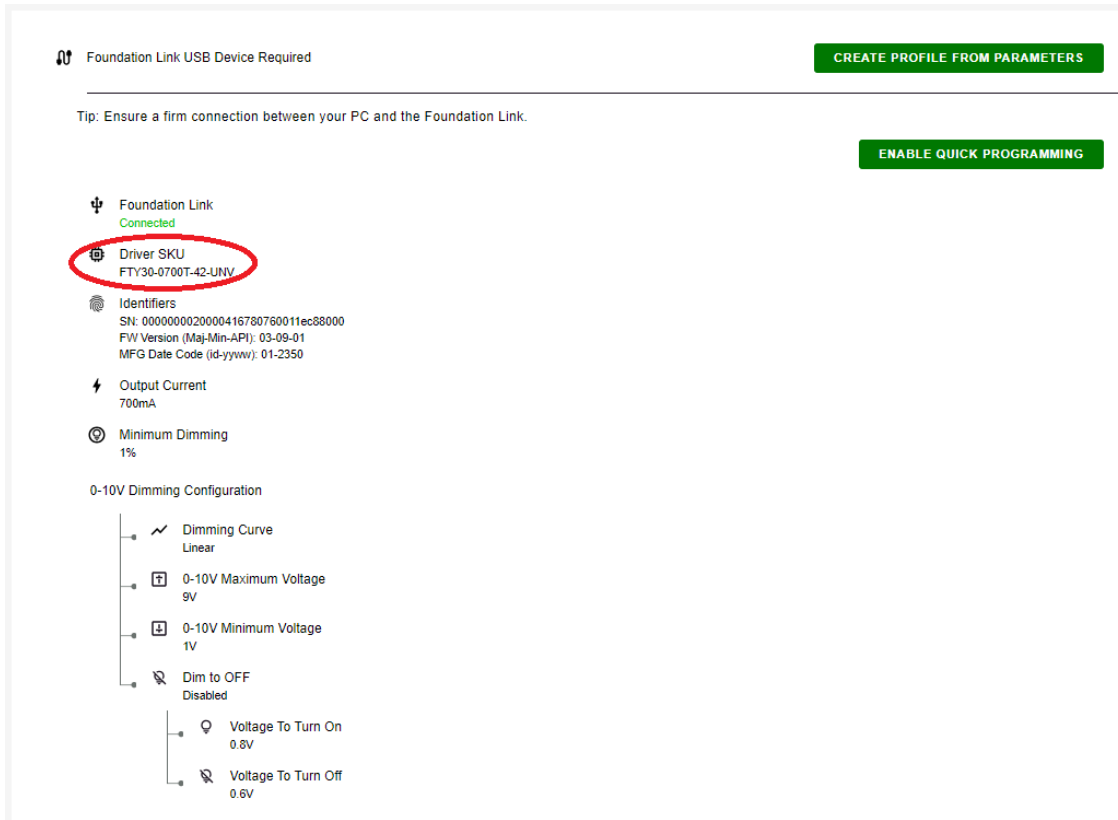 Foundation Link USB Device Required
CREATE PROFILE FROM PARAMETERS
Tip: Ensure a firm connection between your PC and the Foundation Link.
ENABLE QUICK PROGRAMMING
Foundation Link
Connected
Driver SKU
FTY30-0700T-42-UNV
Identifiers
SN: 0000000020000416780760011ec88000
FW Version (Maj-Min-API): 03-09-01
MFG Date Code (id-yyww): 01-2350
Output Current
700mA
Minimum Dimming
1%
0-10V Dimming Configuration
Dimming Curve
Linear
0-10V Maximum Voltage
9V
0-10V Minimum Voltage
1V
Dim to OFF
Disabled
Voltage To Turn On
0.8V
Voltage To Turn Off
0.6V